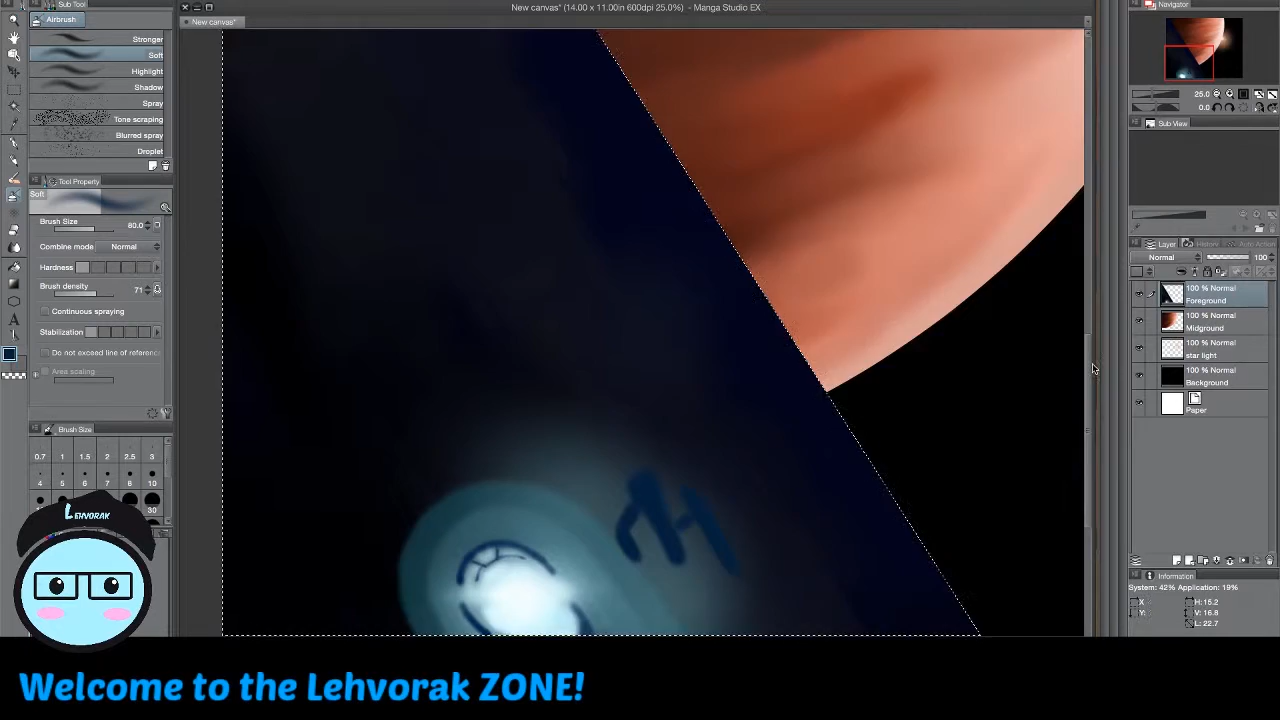 Sub Tool
New canvas* (14.00 x 11.00in 600dpi 25.0%) - Manga Studio EX
Navigator
Airbrush
New canvas*
Stronger
Soft
Highlight
Shadow
Spray
Tone scraping
Blurred spray
Droplet
25.0
0.0
Sub View
Tool Property
Soft
Brush Size 80.0
Combine mode Normal
Hardness
Brush density 71
Continuous spraying
Stabilization
Do not exceed line of reference
Area scaling
Layer History Auto Action
Normal 100
100 % Normal
Foreground
100 % Normal
Midground
100 % Normal
star light
100 % Normal
Background
Paper
Brush Size
0.7 1 1.5 2 2.5 3
4 5 6 7 8 10
30
LEHVORAK
Information
System: 42% Application: 19%
X H: 15.2
Y: V: 16.8
L: 22.7
Welcome to the Lehvorak ZONE!